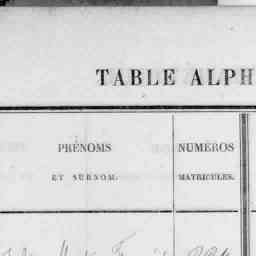 TABLE ALPH
PRÉNOMS
ET SURNOM.
NUMÉROS
MATRICULES.